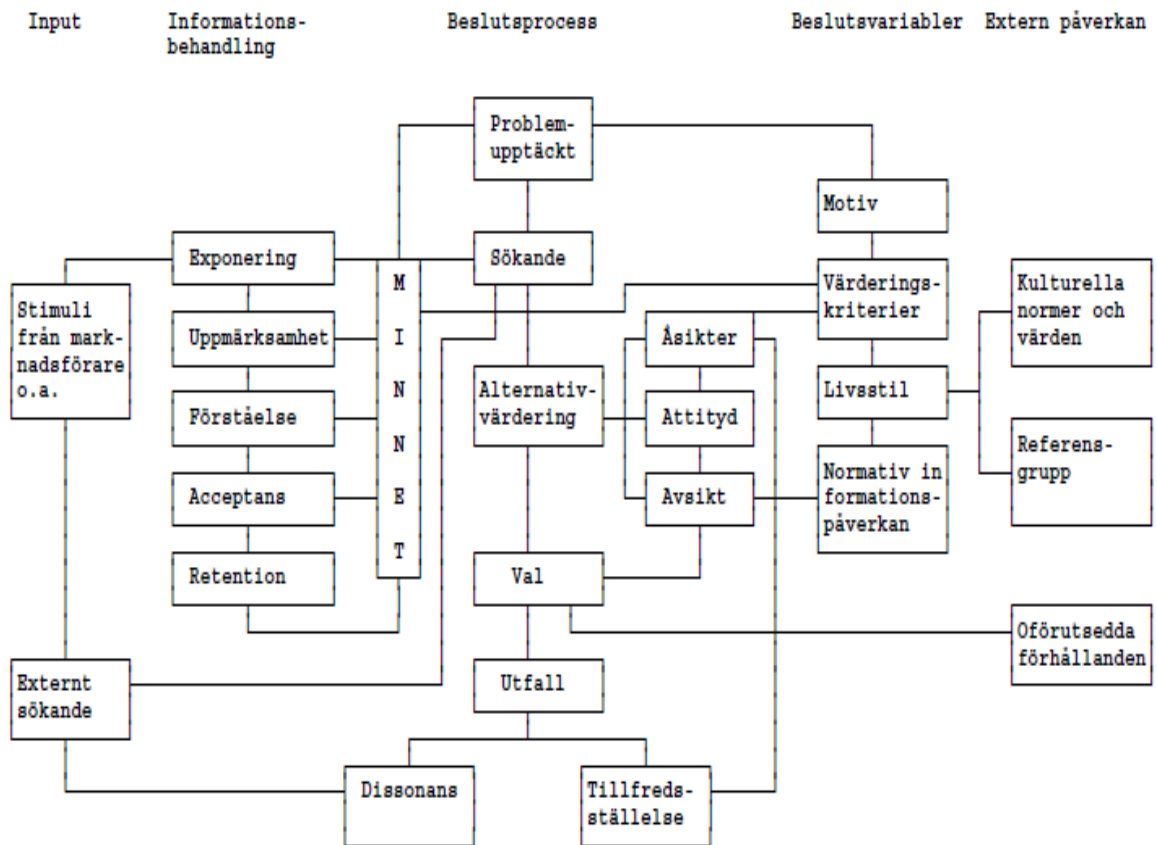 Input
Informations-
behandling
Beslutsprocess
Beslutsvariabler
Extern påverkan
Problem-
upptäckt
Motiv
Exponering
Sökande
Stimuli
från mark-
nadsförare
o.a.
M
I
N
N
E
T
Värderings-
kriterier
Kulturella
normer och
värden
Uppmärksamhet
Åsikter
Alternativ-
värdering
Livsstil
Förståelse
Attityd
Referens-
grupp
Acceptans
Avsikt
Normativ in
formations-
påverkan
Retention
Val
Oförutsedda
förhållanden
Externt
sökande
Utfall
Dissonans
Tillfreds-
ställelse